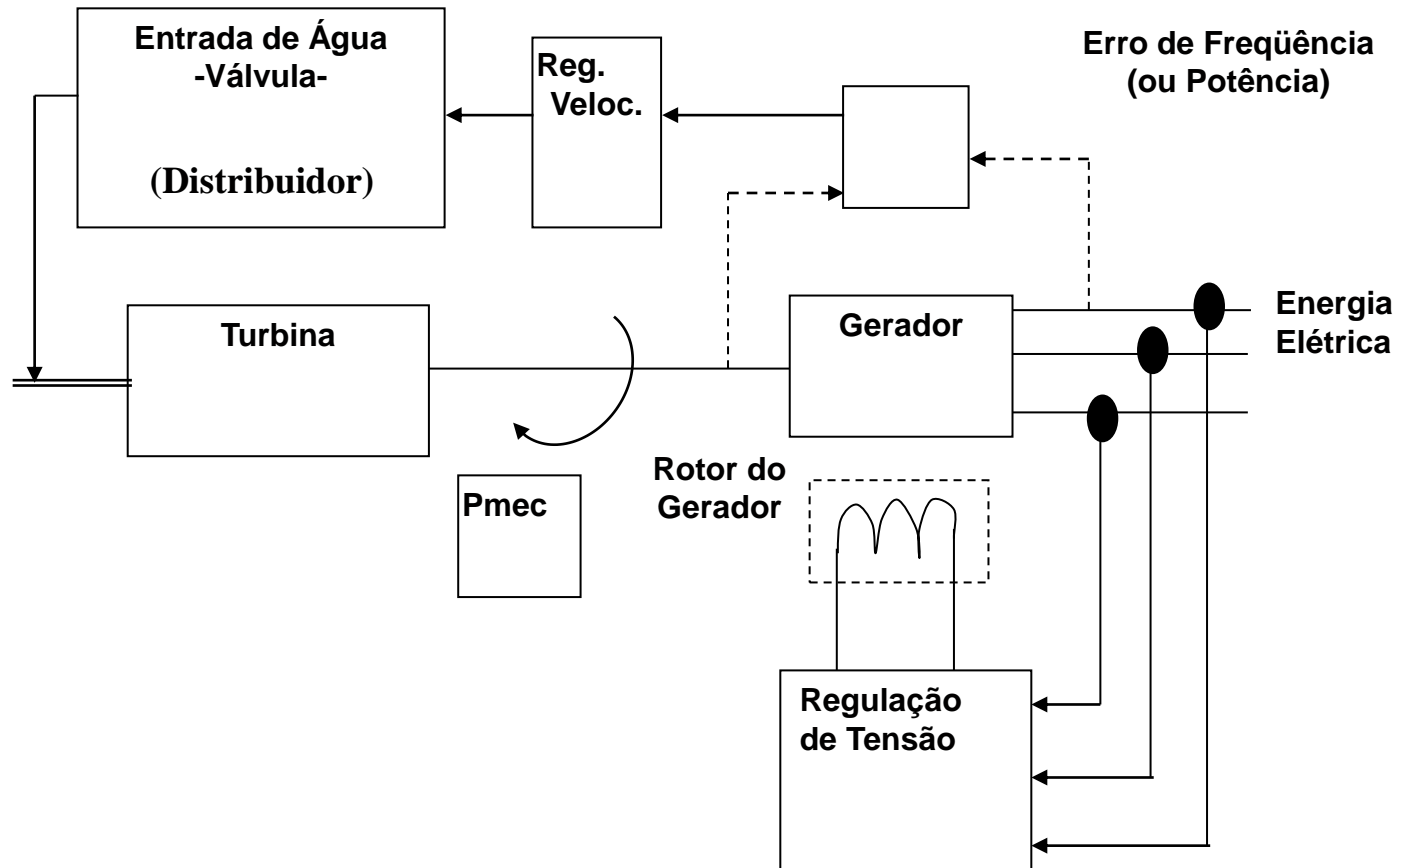 Entrada de Água
-Válvula-
(Distribuidor)
Reg.
Veloc.
Erro de Freqüência
(ou Potência)
Turbina
Gerador
Energia
Elétrica
Pmec
Rotor do
Gerador
Regulação
de Tensão